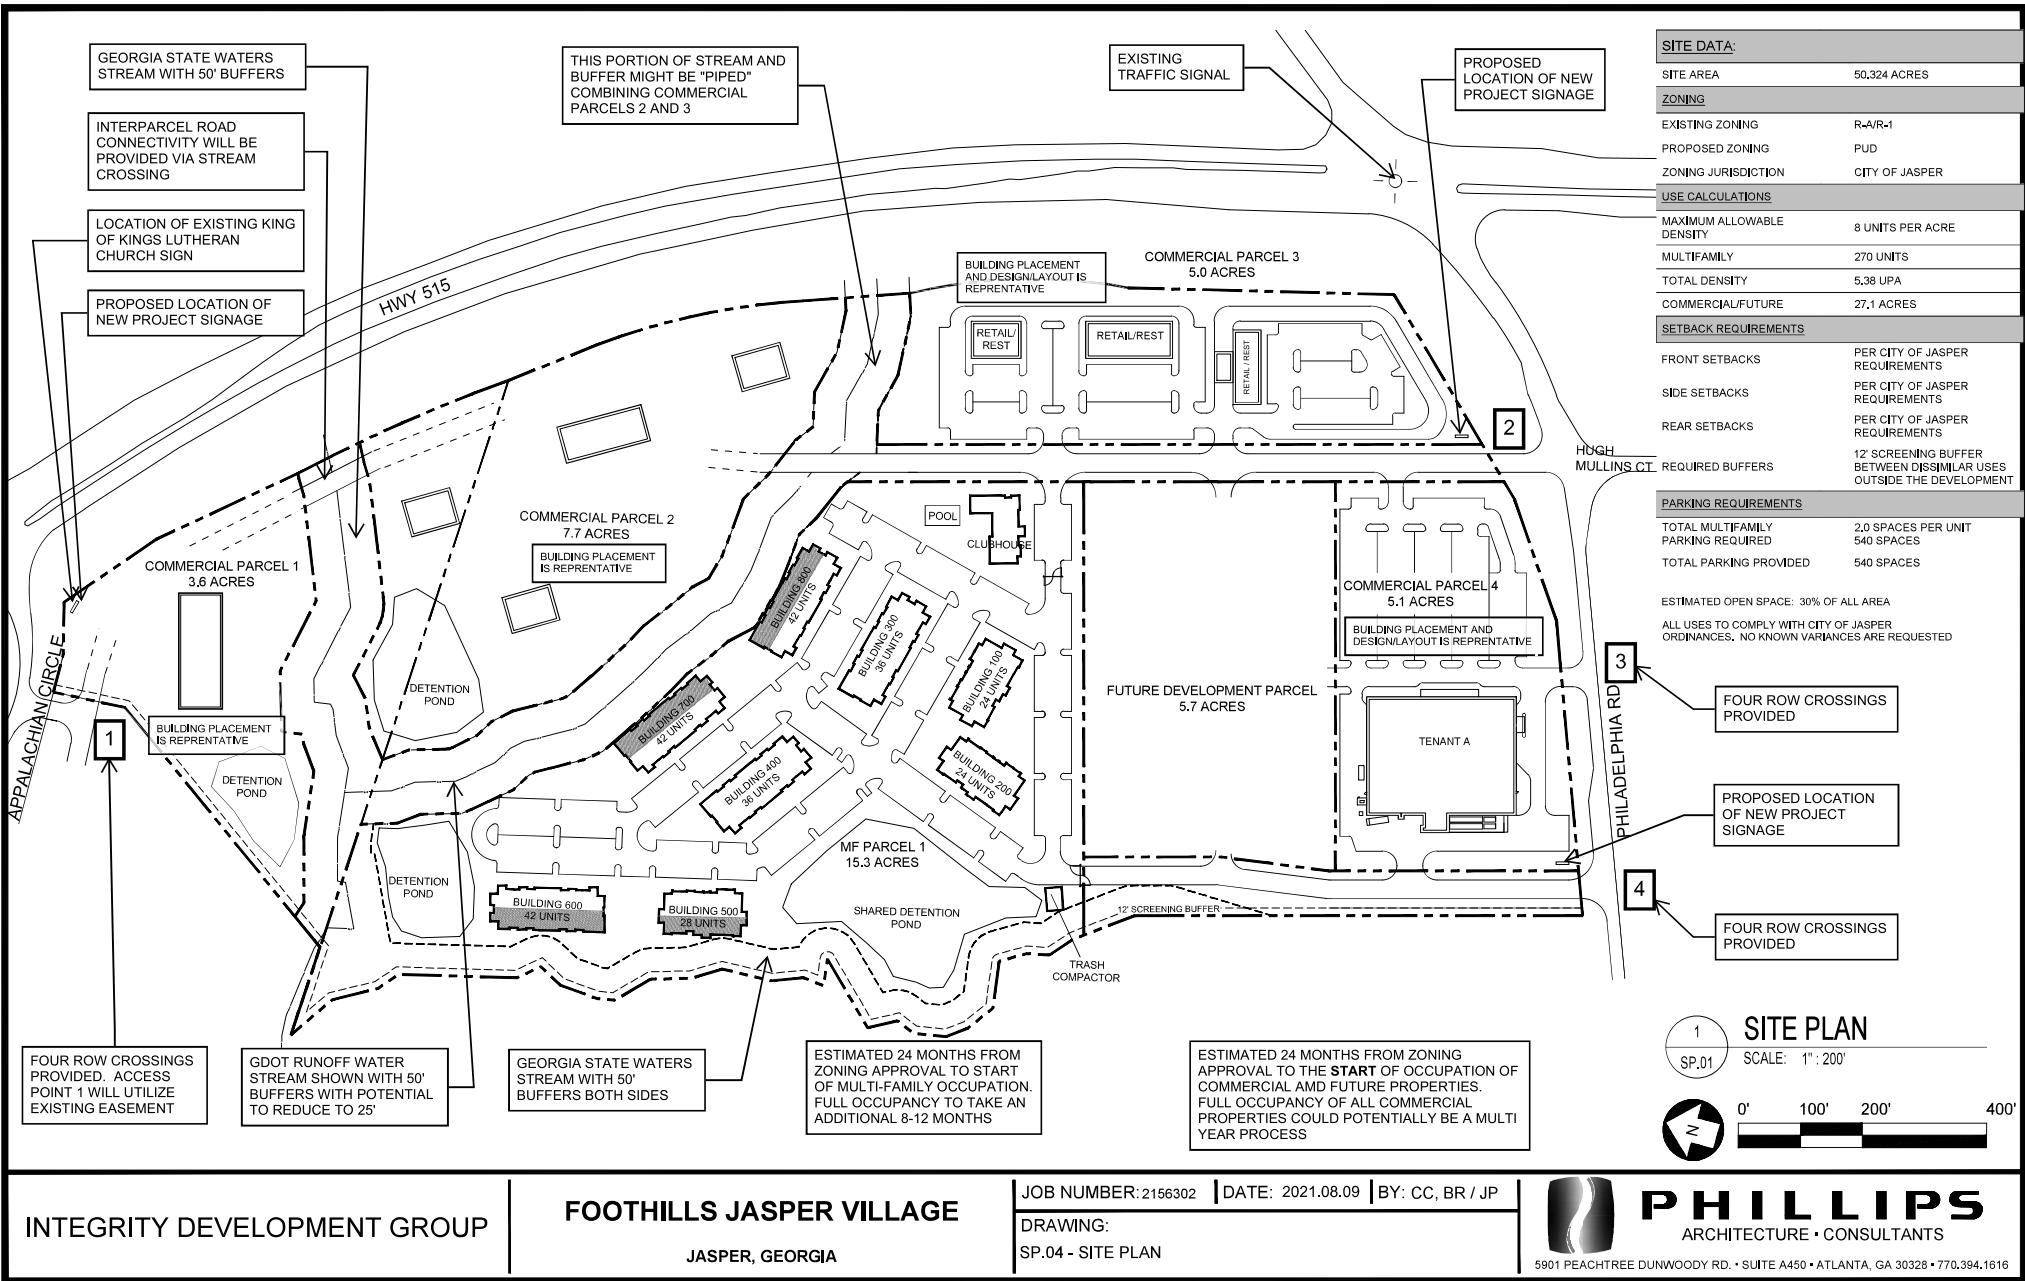 GEORGIA STATE WATERS
STREAM WITH 50' BUFFERS
INTERPARCEL ROAD
CONNECTIVITY WILL BE
PROVIDED VIA STREAM
CROSSING
LOCATION OF EXISTING KING
OF KINGS LUTHERAN
CHURCH SIGN
PROPOSED LOCATION OF
NEW PROJECT SIGNAGE
THIS PORTION OF STREAM AND
BUFFER MIGHT BE "PIPED"
COMBINING COMMERCIAL
PARCELS 2 AND 3
EXISTING
TRAFFIC SIGNAL
PROPOSED
LOCATION OF NEW
PROJECT SIGNAGE
HWY 515
BUILDING PLACEMENT
AND DESIGN/LAYOUT IS
REPRENTATIVE
COMMERCIAL PARCEL 3
5.0 ACRES
RETAIL/
REST
RETAIL/REST
RETAIL / REST
2
HUGH
MULLINS CT
COMMERCIAL PARCEL 1
3.6 ACRES
BUILDING PLACEMENT
IS REPRENTATIVE
DETENTION
POND
APPALACHIAN CIRCLE
1
COMMERCIAL PARCEL 2
7.7 ACRES
BUILDING PLACEMENT
IS REPRENTATIVE
DETENTION
POND
POOL
CLUBHOUSE
BUILDING 800
42 UNITS
BUILDING 300
36 UNITS
BUILDING 100
24 UNITS
BUILDING 700
42 UNITS
BUILDING 400
36 UNITS
BUILDING 200
24 UNITS
MF PARCEL 1
15.3 ACRES
DETENTION
POND
BUILDING 600
42 UNITS
BUILDING 500
28 UNITS
SHARED DETENTION
POND
12' SCREENING BUFFER
TRASH
COMPACTOR
FUTURE DEVELOPMENT PARCEL
5.7 ACRES
COMMERCIAL PARCEL 4
5.1 ACRES
BUILDING PLACEMENT AND
DESIGN/LAYOUT IS REPRENTATIVE
TENANT A
PHILADELPHIA RD
3
FOUR ROW CROSSINGS
PROVIDED
PROPOSED LOCATION
OF NEW PROJECT
SIGNAGE
4
FOUR ROW CROSSINGS
PROVIDED
FOUR ROW CROSSINGS
PROVIDED. ACCESS
POINT 1 WILL UTILIZE
EXISTING EASEMENT
GDOT RUNOFF WATER
STREAM SHOWN WITH 50'
BUFFERS WITH POTENTIAL
TO REDUCE TO 25'
GEORGIA STATE WATERS
STREAM WITH 50'
BUFFERS BOTH SIDES
ESTIMATED 24 MONTHS FROM
ZONING APPROVAL TO START
OF MULTI-FAMILY OCCUPATION.
FULL OCCUPANCY TO TAKE AN
ADDITIONAL 8-12 MONTHS
ESTIMATED 24 MONTHS FROM ZONING
APPROVAL TO THE START OF OCCUPATION OF
COMMERCIAL AMD FUTURE PROPERTIES.
FULL OCCUPANCY OF ALL COMMERCIAL
PROPERTIES COULD POTENTIALLY BE A MULTI
YEAR PROCESS
SITE DATA:
SITE AREA 50.324 ACRES
ZONING
EXISTING ZONING R-A/R-1
PROPOSED ZONING PUD
ZONING JURISDICTION CITY OF JASPER
USE CALCULATIONS
MAXIMUM ALLOWABLE
DENSITY 8 UNITS PER ACRE
MULTIFAMILY 270 UNITS
TOTAL DENSITY 5.38 UPA
COMMERCIAL/FUTURE 27.1 ACRES
SETBACK REQUIREMENTS
FRONT SETBACKS PER CITY OF JASPER
REQUIREMENTS
SIDE SETBACKS PER CITY OF JASPER
REQUIREMENTS
REAR SETBACKS PER CITY OF JASPER
REQUIREMENTS
REQUIRED BUFFERS 12' SCREENING BUFFER
BETWEEN DISSIMILAR USES
OUTSIDE THE DEVELOPMENT
PARKING REQUIREMENTS
TOTAL MULTIFAMILY 2.0 SPACES PER UNIT
PARKING REQUIRED 540 SPACES
TOTAL PARKING PROVIDED 540 SPACES
ESTIMATED OPEN SPACE: 30% OF ALL AREA
ALL USES TO COMPLY WITH CITY OF JASPER
ORDINANCES. NO KNOWN VARIANCES ARE REQUESTED
1
SP.01
SITE PLAN
SCALE: 1" : 200'
N
0' 100' 200' 400'
INTEGRITY DEVELOPMENT GROUP
FOOTHILLS JASPER VILLAGE
JASPER, GEORGIA
JOB NUMBER: 2156302 DATE: 2021.08.09 BY: CC, BR / JP
DRAWING:
SP.04 - SITE PLAN
PHILLIPS
ARCHITECTURE • CONSULTANTS
5901 PEACHTREE DUNWOODY RD. • SUITE A450 • ATLANTA, GA 30328 • 770.394.1616